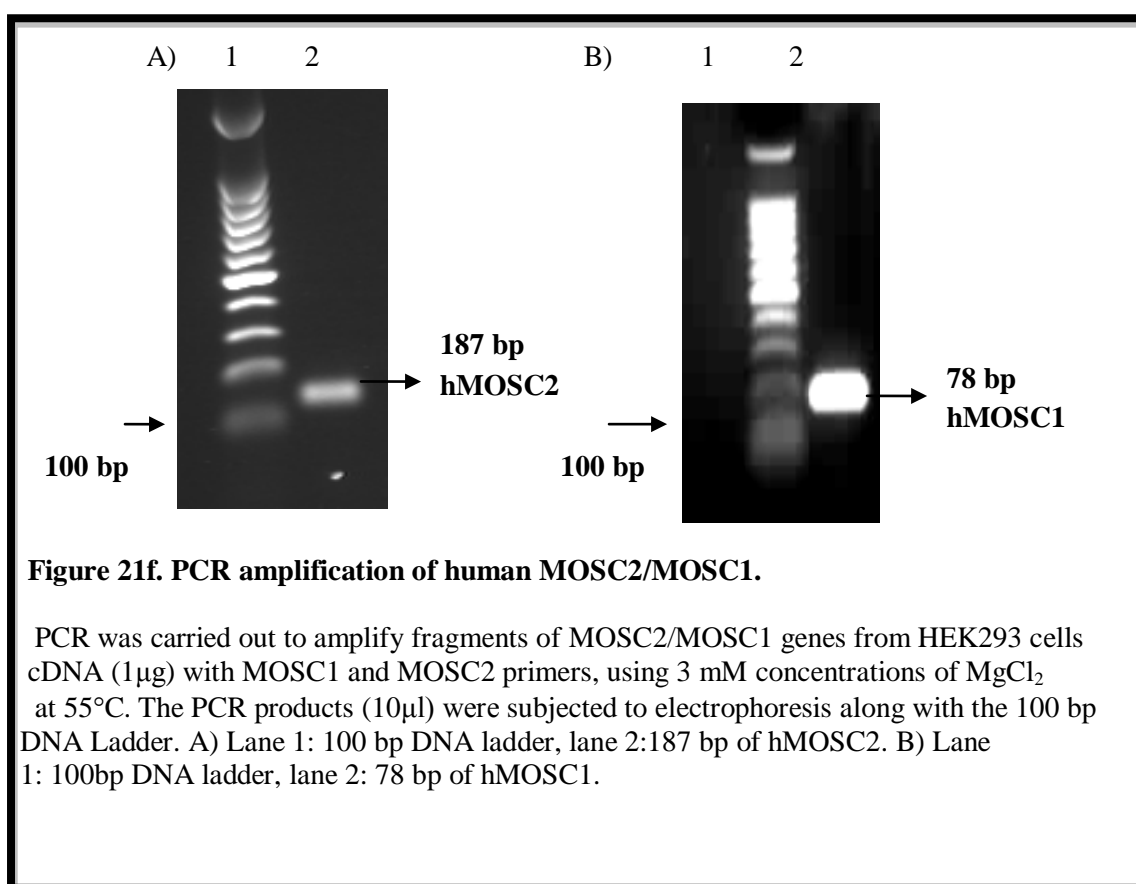 A) 1 2 B) 1 2
187 bp
hMOSC2
78 bp
hMOSC1
100 bp
100 bp
Figure 21f. PCR amplification of human MOSC2/MOSC1.
PCR was carried out to amplify fragments of MOSC2/MOSC1 genes from HEK293 cells
cDNA (1μg) with MOSC1 and MOSC2 primers, using 3 mM concentrations of MgCl₂
at 55°C. The PCR products (10μl) were subjected to electrophoresis along with the 100 bp
DNA Ladder. A) Lane 1: 100 bp DNA ladder, lane 2:187 bp of hMOSC2. B) Lane
1: 100bp DNA ladder, lane 2: 78 bp of hMOSC1.